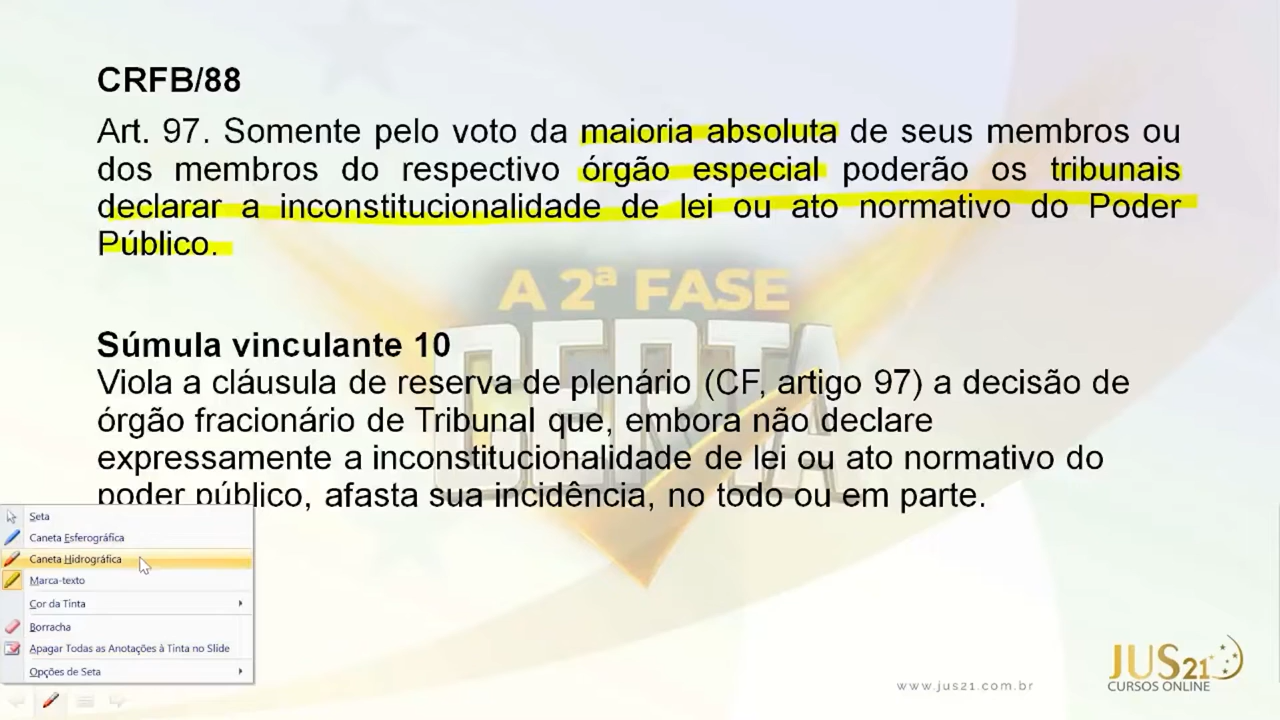 CRFB/88
Art. 97. Somente pelo voto da maioria absoluta de seus membros ou
dos membros do respectivo órgão especial poderão os tribunais
declarar a inconstitucionalidade de lei ou ato normativo do Poder
Público.
A 2ª FASE
CERTA
Súmula vinculante 10
Viola a cláusula de reserva de plenário (CF, artigo 97) a decisão de
órgão fracionário de Tribunal que, embora não declare
expressamente a inconstitucionalidade de lei ou ato normativo do
poder público, afasta sua incidência, no todo ou em parte.
Seta
Caneta Esferográfica
Caneta Hidrográfica
Marca-texto
Cor da Tinta
Borracha
Apagar Todas as Anotações à Tinta no Slide
Opções de Seta
www.jus21.com.br
JUS21
CURSOS ONLINE